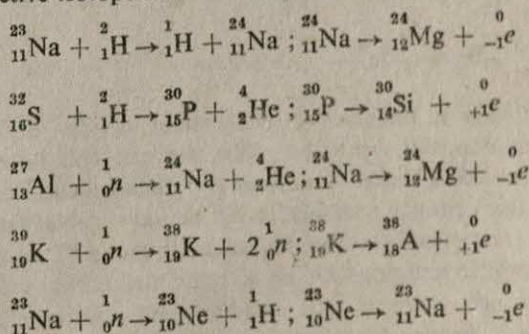 ²³₁₁Na + ²₁H → ¹₁H + ²⁴₁₁Na ; ²⁴₁₁Na → ²⁴₁₂Mg + ⁰₋₁e
³²₁₆S + ²₁H → ³⁰₁₅P + ⁴₂He ; ³⁰₁₅P → ³⁰₁₄Si + ⁰₊₁e
²⁷₁₃Al + ¹₀n → ²⁴₁₁Na + ⁴₂He ; ²⁴₁₁Na → ²⁴₁₂Mg + ⁰₋₁e
³⁹₁₉K + ¹₀n → ³⁸₁₉K + 2 ¹₀n ; ³⁸₁₉K → ³⁸₁₈A + ⁰₊₁e
²³₁₁Na + ¹₀n → ²³₁₀Ne + ¹₁H ; ²³₁₀Ne → ²³₁₁Na + ⁰₋₁e